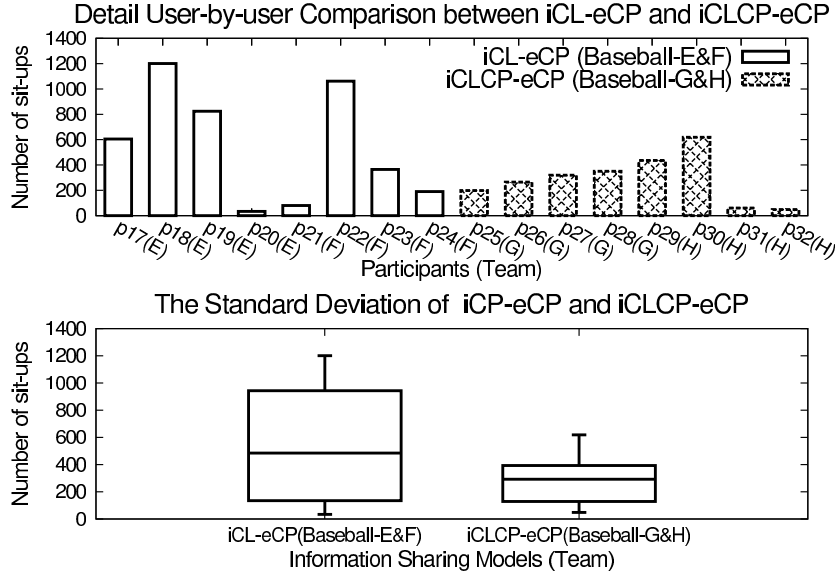 Detail User-by-user Comparison between iCL-eCP and iCLCP-eCP
Number of sit-ups
1400
1200
1000
800
600
400
200
0
iCL-eCP (Baseball-E&F)
iCLCP-eCP (Baseball-G&H)
p17(E) p18(E) p19(E) p20(E) p21(F) p22(F) p23(F) p24(F) p25(G) p26(G) p27(G) p28(G) p29(H) p30(H) p31(H) p32(H)
Participants (Team)
The Standard Deviation of iCP-eCP and iCLCP-eCP
Number of sit-ups
1400
1200
1000
800
600
400
200
0
iCL-eCP(Baseball-E&F) iCLCP-eCP(Baseball-G&H)
Information Sharing Models (Team)